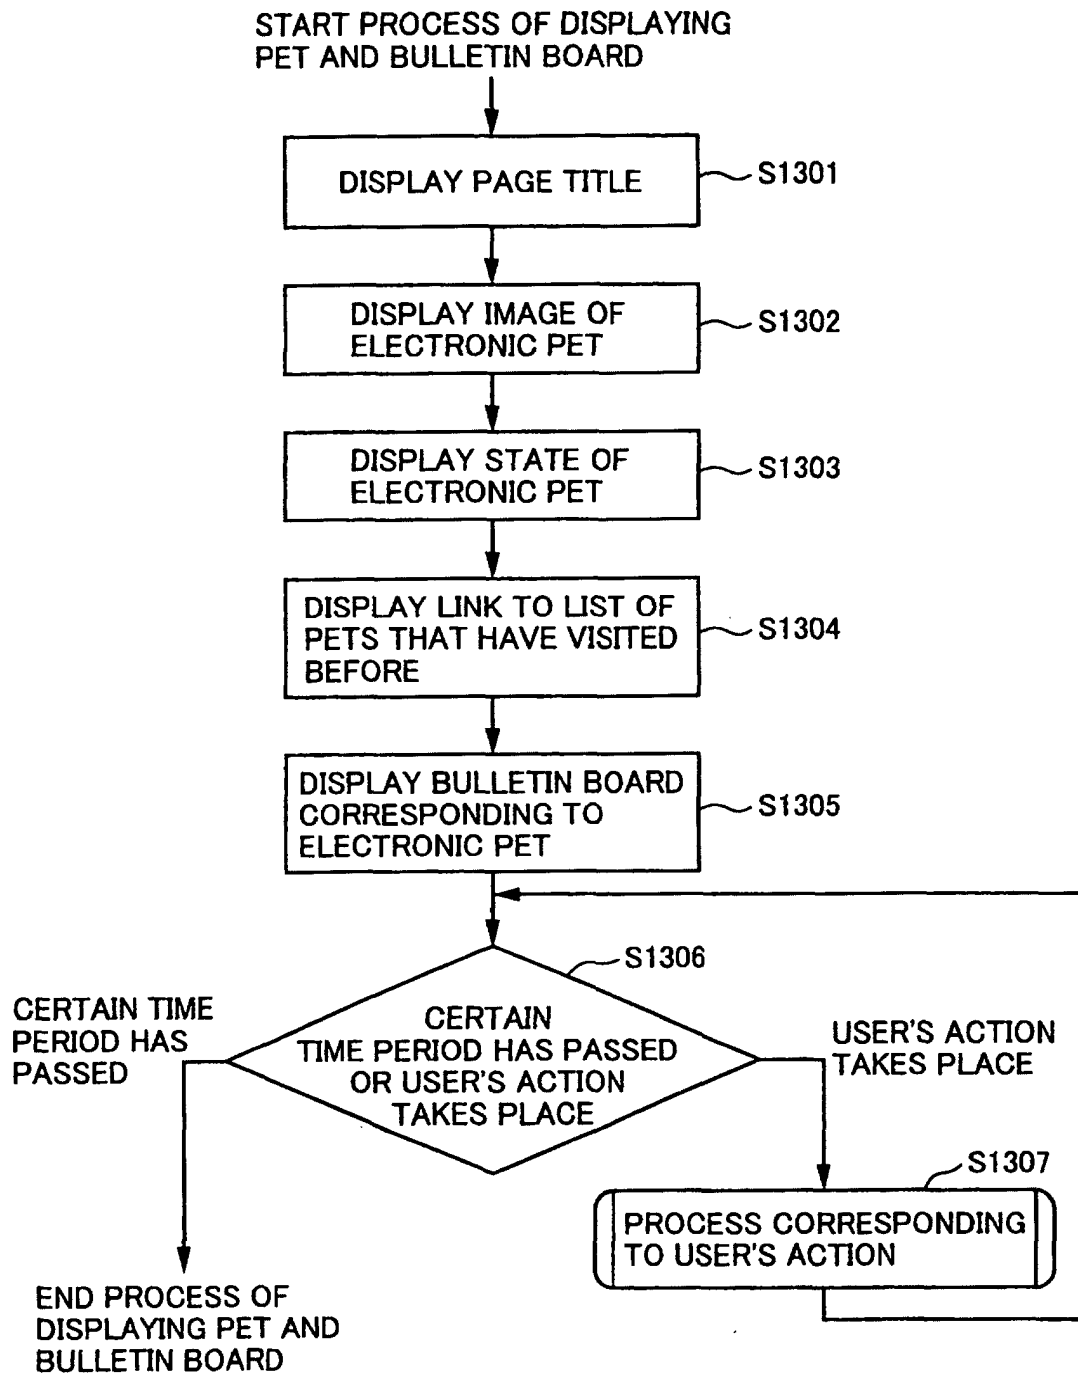 START PROCESS OF DISPLAYING
PET AND BULLETIN BOARD
DISPLAY PAGE TITLE
S1301
DISPLAY IMAGE OF
ELECTRONIC PET
S1302
DISPLAY STATE OF
ELECTRONIC PET
S1303
DISPLAY LINK TO LIST OF
PETS THAT HAVE VISITED
BEFORE
S1304
DISPLAY BULLETIN BOARD
CORRESPONDING TO
ELECTRONIC PET
S1305
S1306
CERTAIN
TIME PERIOD HAS PASSED
OR USER'S ACTION
TAKES PLACE
CERTAIN TIME
PERIOD HAS
PASSED
USER'S ACTION
TAKES PLACE
S1307
PROCESS CORRESPONDING
TO USER'S ACTION
END PROCESS OF
DISPLAYING PET AND
BULLETIN BOARD